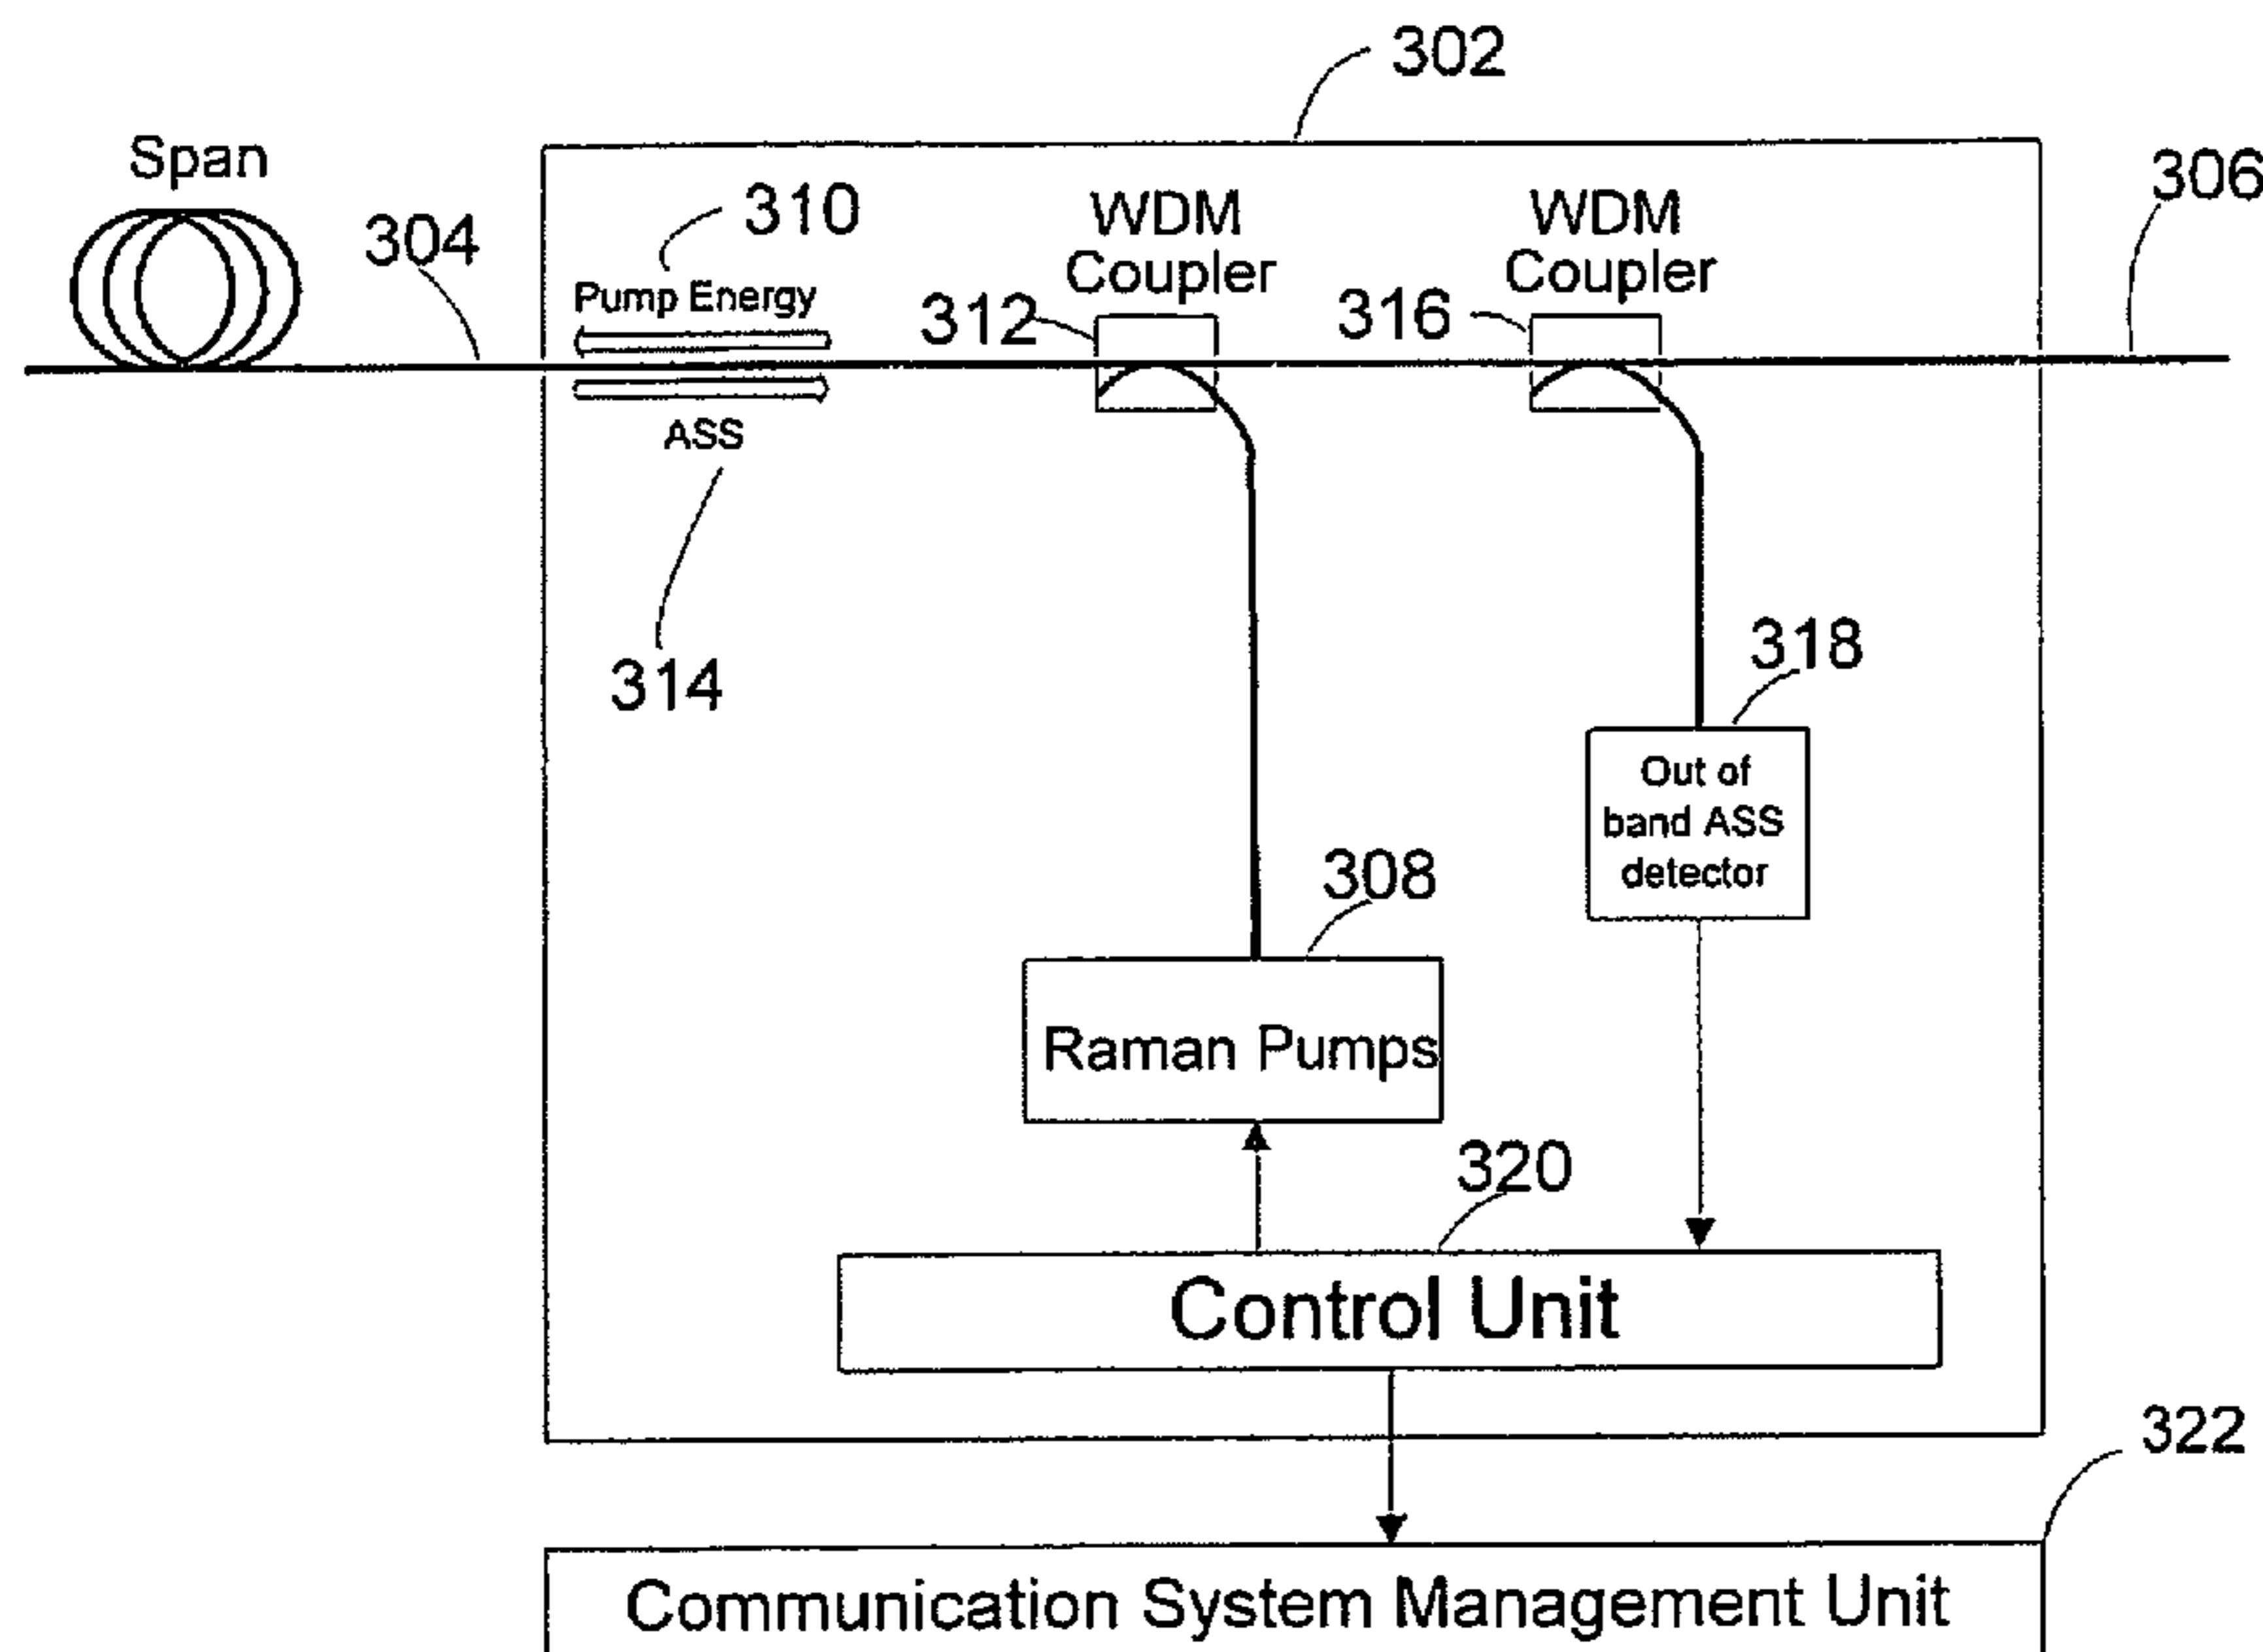 302
Span
306
304
310
WDM
Coupler
WDM
Coupler
Pump Energy
312
316
ASS
314
318
Out of
band ASS
detector
308
Raman Pumps
320
Control Unit
322
Communication System Management Unit